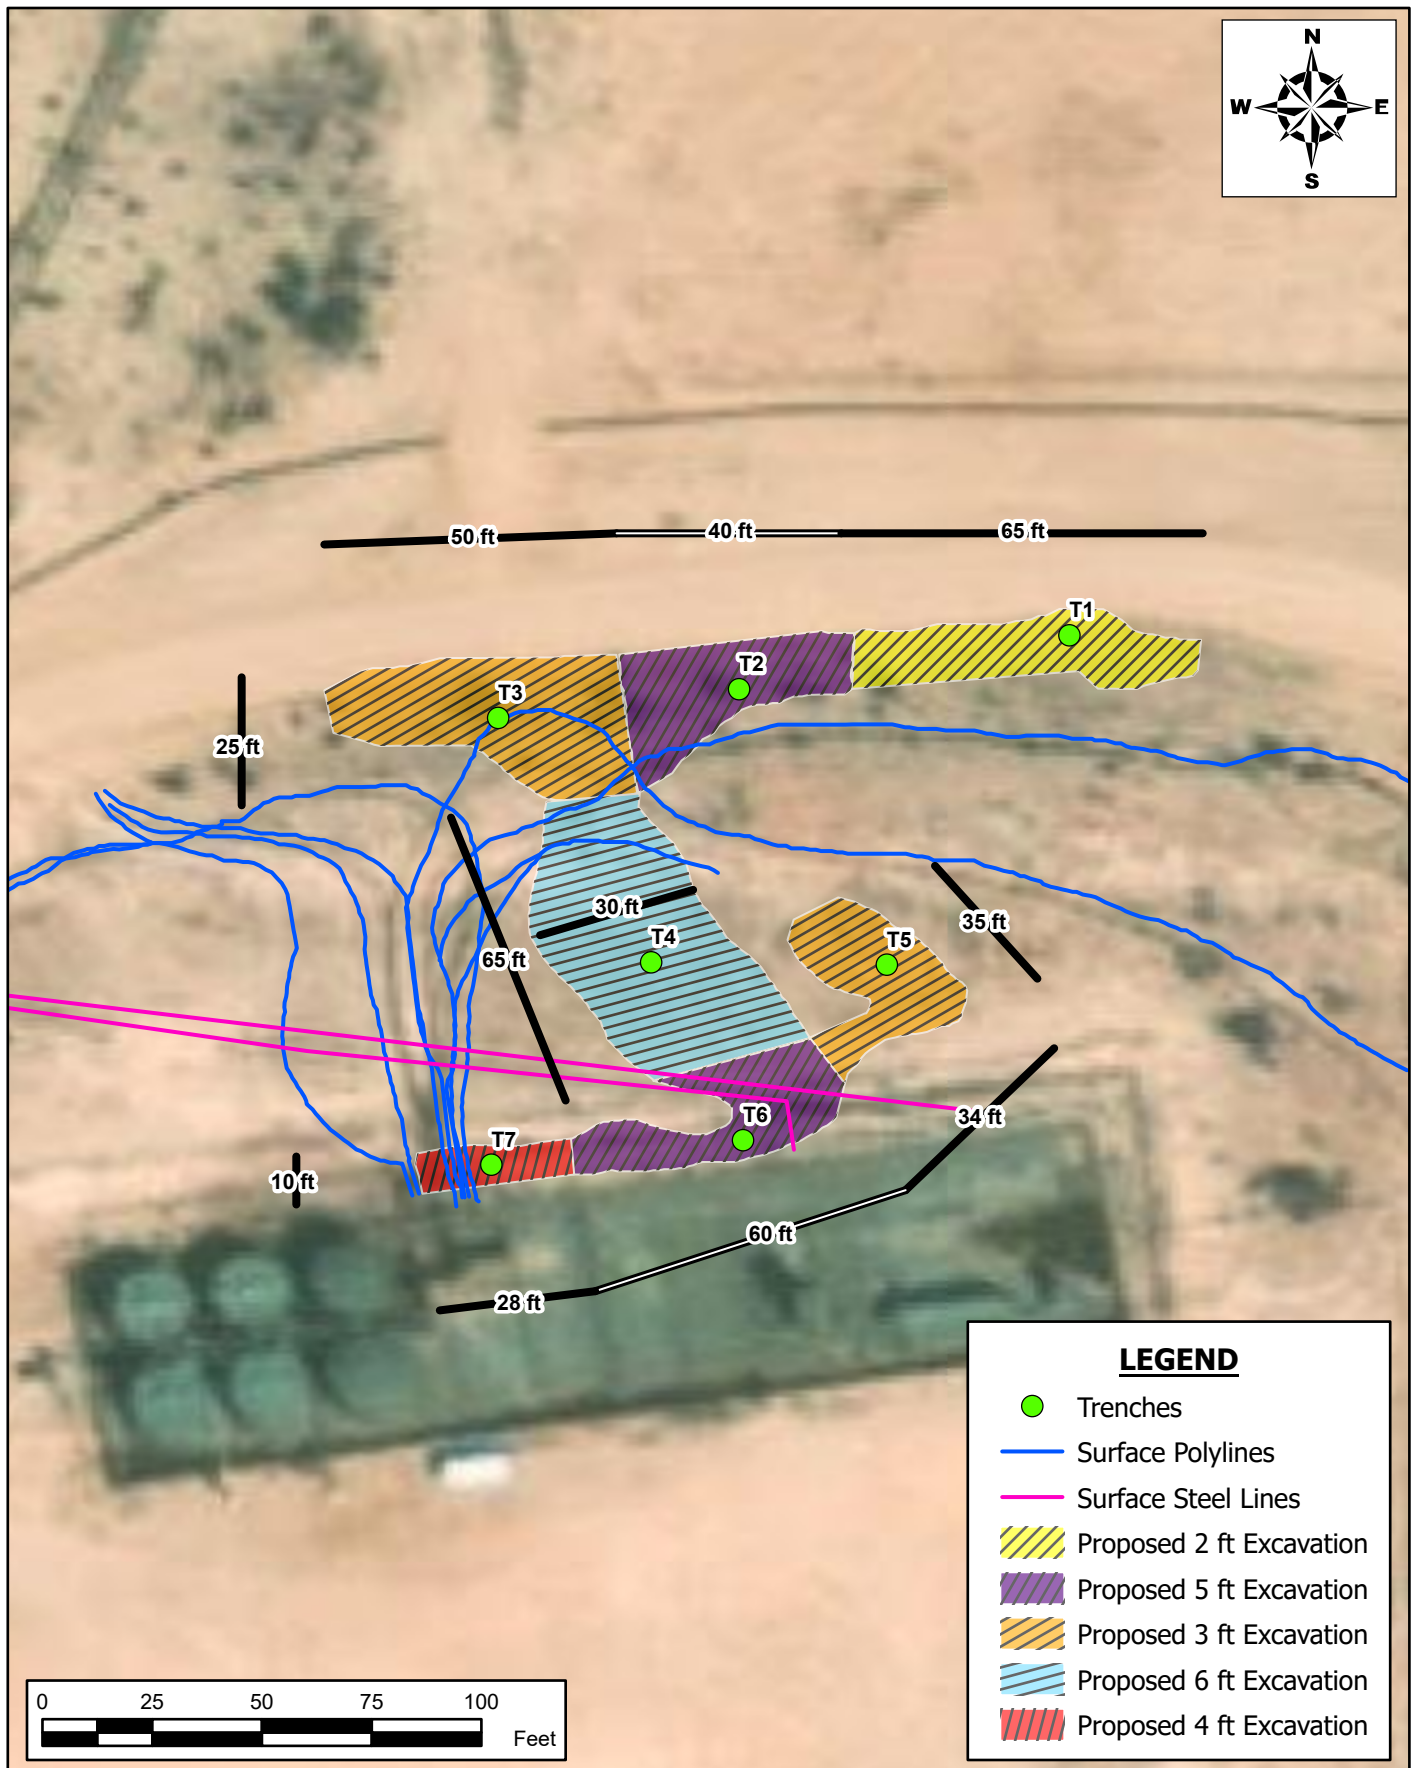 N
W E
S
50 ft 40 ft 65 ft
T1
T2
T3
25 ft
30 ft
35 ft
T4
T5
65 ft
34 ft
T6
T7
10 ft
60 ft
28 ft
LEGEND
Trenches
Surface Polylines
Surface Steel Lines
Proposed 2 ft Excavation
Proposed 5 ft Excavation
Proposed 3 ft Excavation
Proposed 6 ft Excavation
Proposed 4 ft Excavation
0 25 50 75 100
Feet